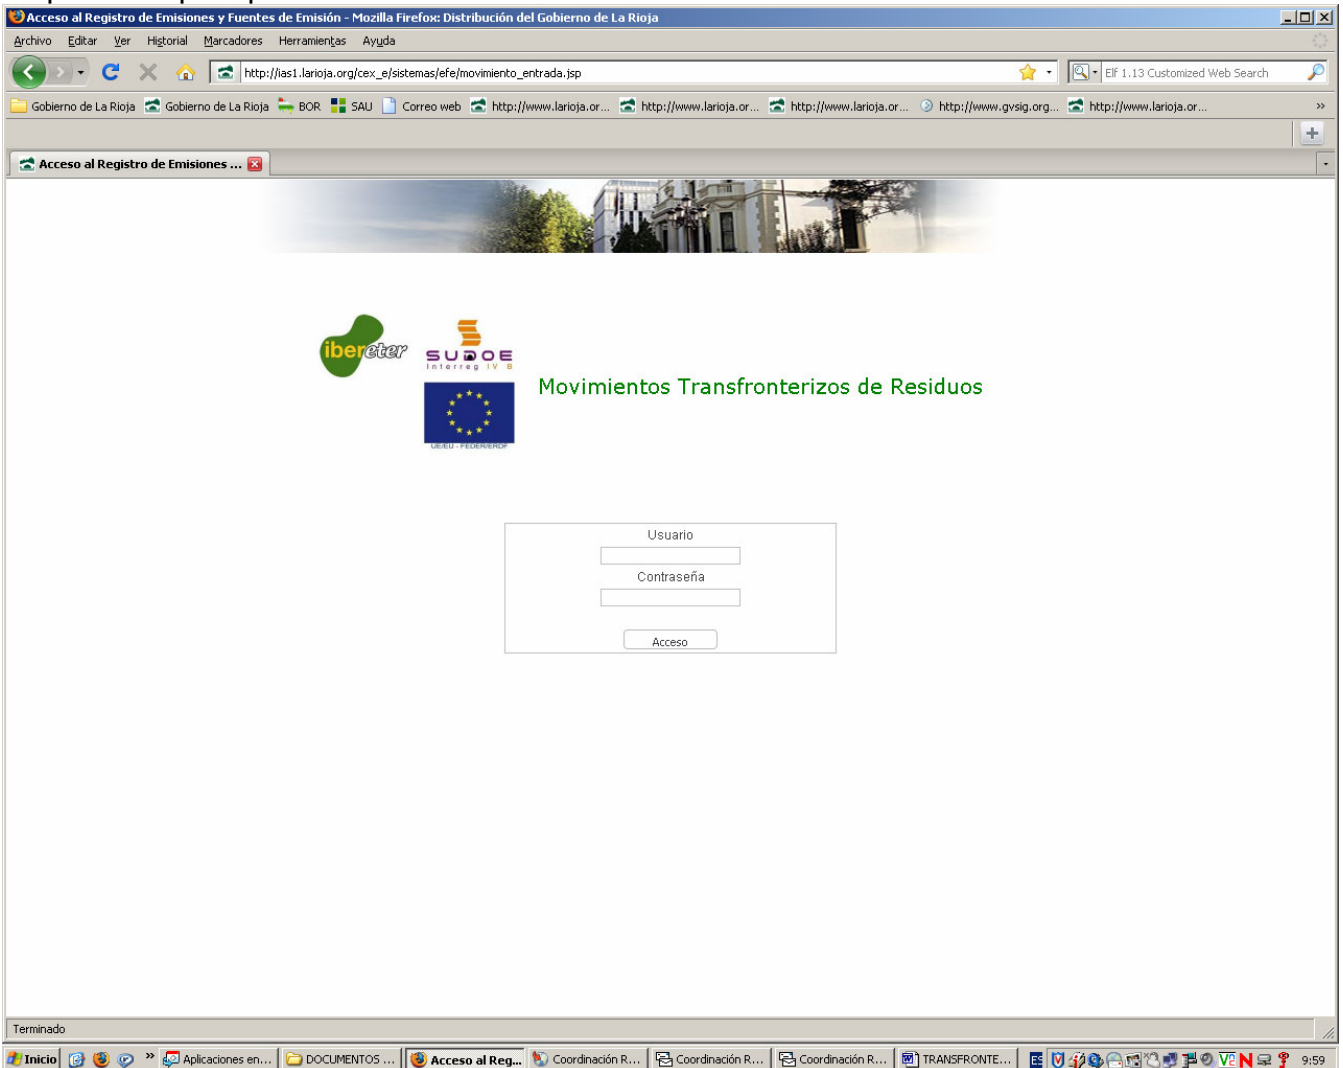 Acceso al Registro de Emisiones y Fuentes de Emisión - Mozilla Firefox: Distribución del Gobierno de La Rioja
Archivo Editar Ver Historial Marcadores Herramientas Ayuda
http://ias1.larioja.org/cex_e/sistemas/efe/movimiento_entrada.jsp Elf 1.13 Customized Web Search
Gobierno de La Rioja Gobierno de La Rioja BOR SAU Correo web http://www.larioja.or... http://www.larioja.or... http://www.larioja.or... http://www.gvsig.org... http://www.larioja.or... »
Acceso al Registro de Emisiones ...
ibereter
SUDOE
Interreg IV B
Movimientos Transfronterizos de Residuos
UE/EU - FEDER/ERDF
Usuario
Contraseña
Acceso
Terminado
Inicio » Aplicaciones en... DOCUMENTOS ... Acceso al Reg... Coordinación R... Coordinación R... Coordinación R... TRANSFRONTE... ES 9:59